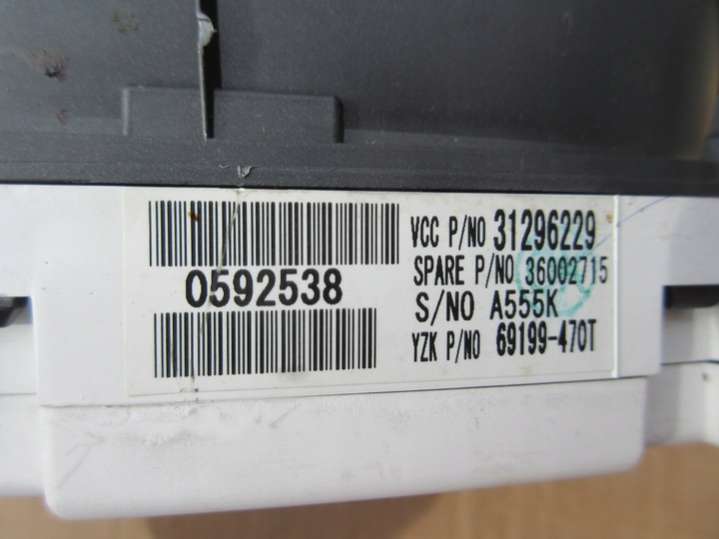 0592538
VCC P/NO 31296229
SPARE P/NO 36002715
S/NO A555K
YZK P/NO 69199-470T